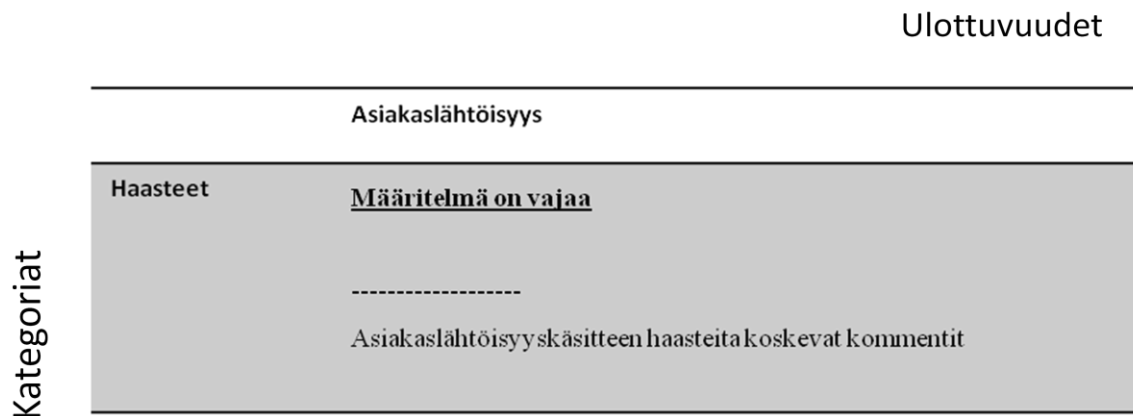 Ulottuvuudet
Asiakaslähtöisyys
Haasteet
Määritelmä on vajaa
-------------------
Asiakaslähtöisyyskäsitteen haasteita koskevat kommentit
Kategoriat